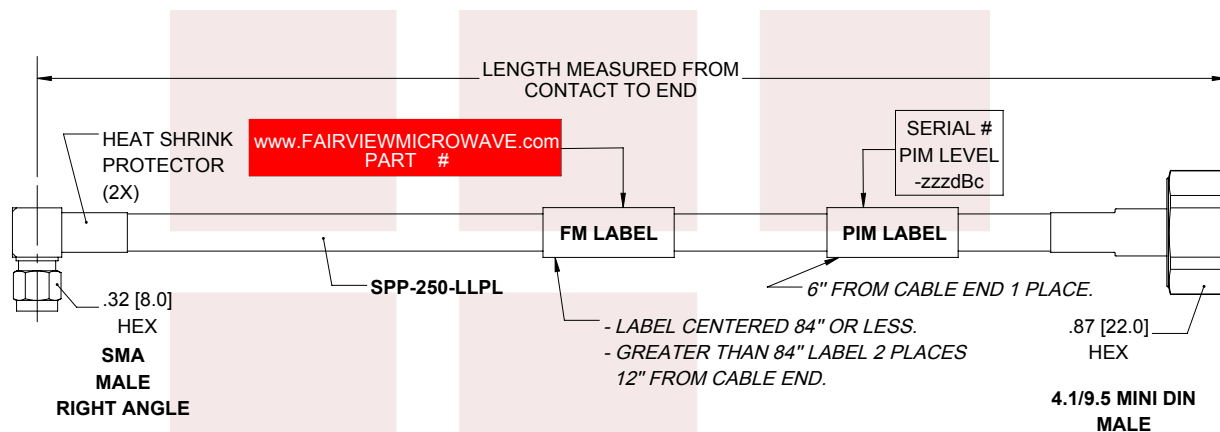 LENGTH MEASURED FROM
CONTACT TO END
HEAT SHRINK
PROTECTOR
(2X)
www.FAIRVIEWMICROWAVE.com
PART #
SERIAL #
PIM LEVEL
-zzzdBc
FM LABEL
PIM LABEL
SPP-250-LLPL
6" FROM CABLE END 1 PLACE.
.32 [8.0]
HEX
SMA
MALE
RIGHT ANGLE
- LABEL CENTERED 84" OR LESS.
- GREATER THAN 84" LABEL 2 PLACES
12" FROM CABLE END.
.87 [22.0]
HEX
4.1/9.5 MINI DIN
MALE